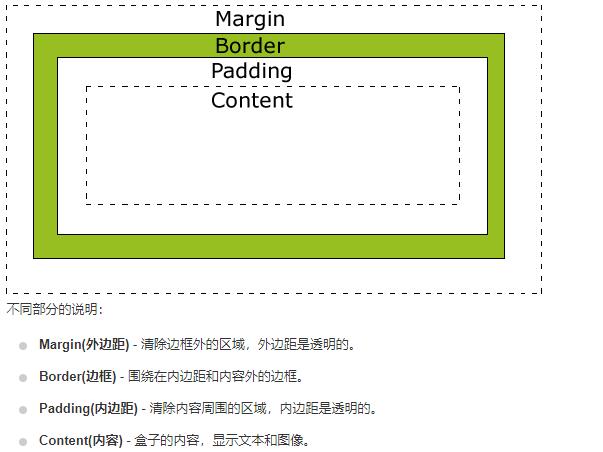 Margin
Border
Padding
Content
不同部分的说明：
Margin(外边距) - 清除边框外的区域，外边距是透明的。
Border(边框) - 围绕在内边距和内容外的边框。
Padding(内边距) - 清除内容周围的区域，内边距是透明的。
Content(内容) - 盒子的内容，显示文本和图像。